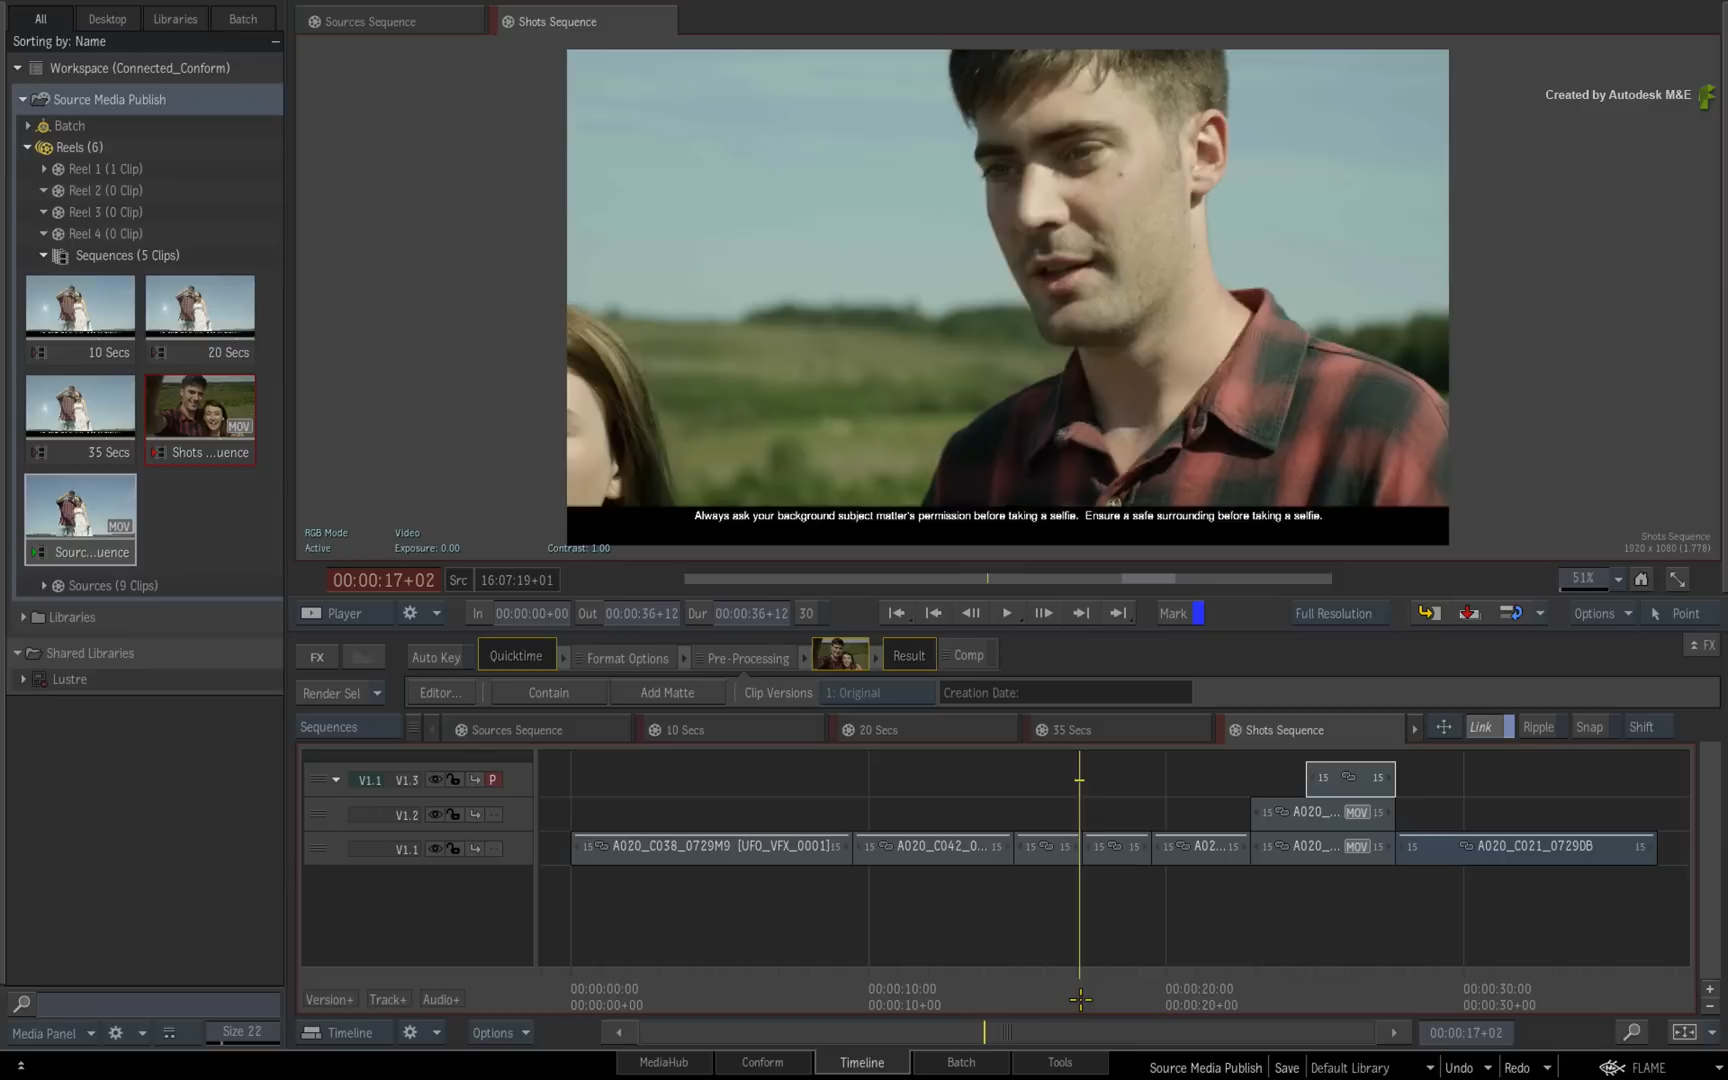 All Desktop Libraries Batch
Sorting by: Name
Workspace (Connected_Conform)
Source Media Publish
Batch
Reels (6)
Reel 1 (1 Clip)
Reel 2 (0 Clip)
Reel 3 (0 Clip)
Reel 4 (0 Clip)
Sequences (5 Clips)
10 Secs 20 Secs
MOV
35 Secs Shots ...uence
MOV
Sourc...uence
Sources (9 Clips)
Libraries
Shared Libraries
Lustre
Media Panel Size 22
Sources Sequence Shots Sequence
Created by Autodesk M&E
Always ask your background subject matter's permission before taking a selfie. Ensure a safe surrounding before taking a selfie.
RGB Mode Video
Active Exposure: 0.00 Contrast: 1.00
Shots Sequence
1920 x 1080 (1.778)
00:00:17+02 Src 16:07:19+01 51%
Player In 00:00:00+00 Out 00:00:36+12 Dur 00:00:36+12 30 Mark Full Resolution Options Point
FX Auto Key Quicktime Format Options Pre-Processing Result Comp FX
Render Sel Editor... Contain Add Matte Clip Versions 1: Original Creation Date:
Sequences Sources Sequence 10 Secs 20 Secs 35 Secs Shots Sequence Link Ripple Snap Shift
V1.1 V1.3 P 15 15
V1.2 15 A020_... MOV 15
V1.1 15 A020_C038_0729M9 [UFO_VFX_0001] 15 15 A020_C042_0... 15 15 15 15 15 15 A02... 15 15 A020_... MOV 15 15 A020_C021_0729DB 15
00:00:00:00 00:00:10:00 00:00:20:00 00:00:30:00
Version+ Track+ Audio+ 00:00:00+00 00:00:10+00 00:00:20+00 00:00:30+00
Timeline Options 00:00:17+02
MediaHub Conform Timeline Batch Tools Source Media Publish Save Default Library Undo Redo FLAME